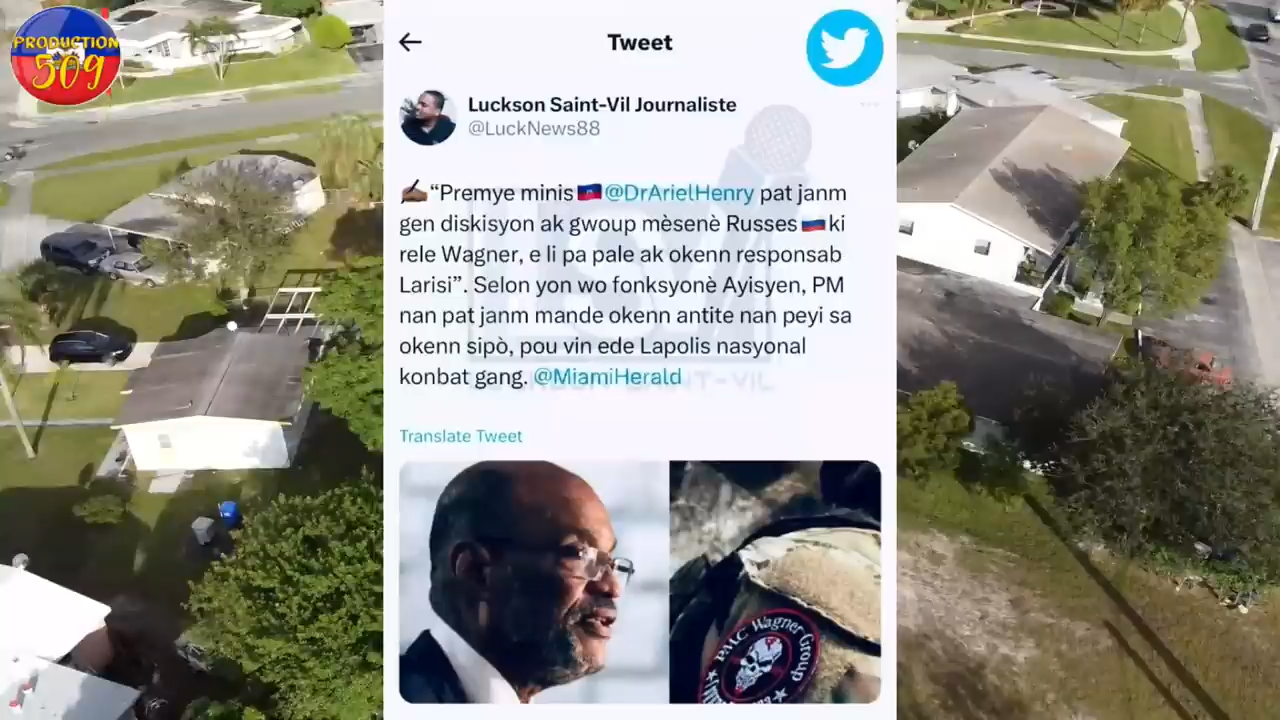 PRODUCTION
509
Tweet
Luckson Saint-Vil Journaliste
@LuckNews88
“Premye minis @DrArielHenry pat janm
gen diskisyon ak gwoup mèsenè Russes ki
rele Wagner, e li pa pale ak okenn responsab
Larisi”. Selon yon wo fonksyonè Ayisyen, PM
nan pat janm mande okenn antite nan peyi sa
okenn sipò, pou vin ede Lapolis nasyonal
konbat gang. @MiamiHerald
SAINT-VIL
Translate Tweet
PMC Wagner Group